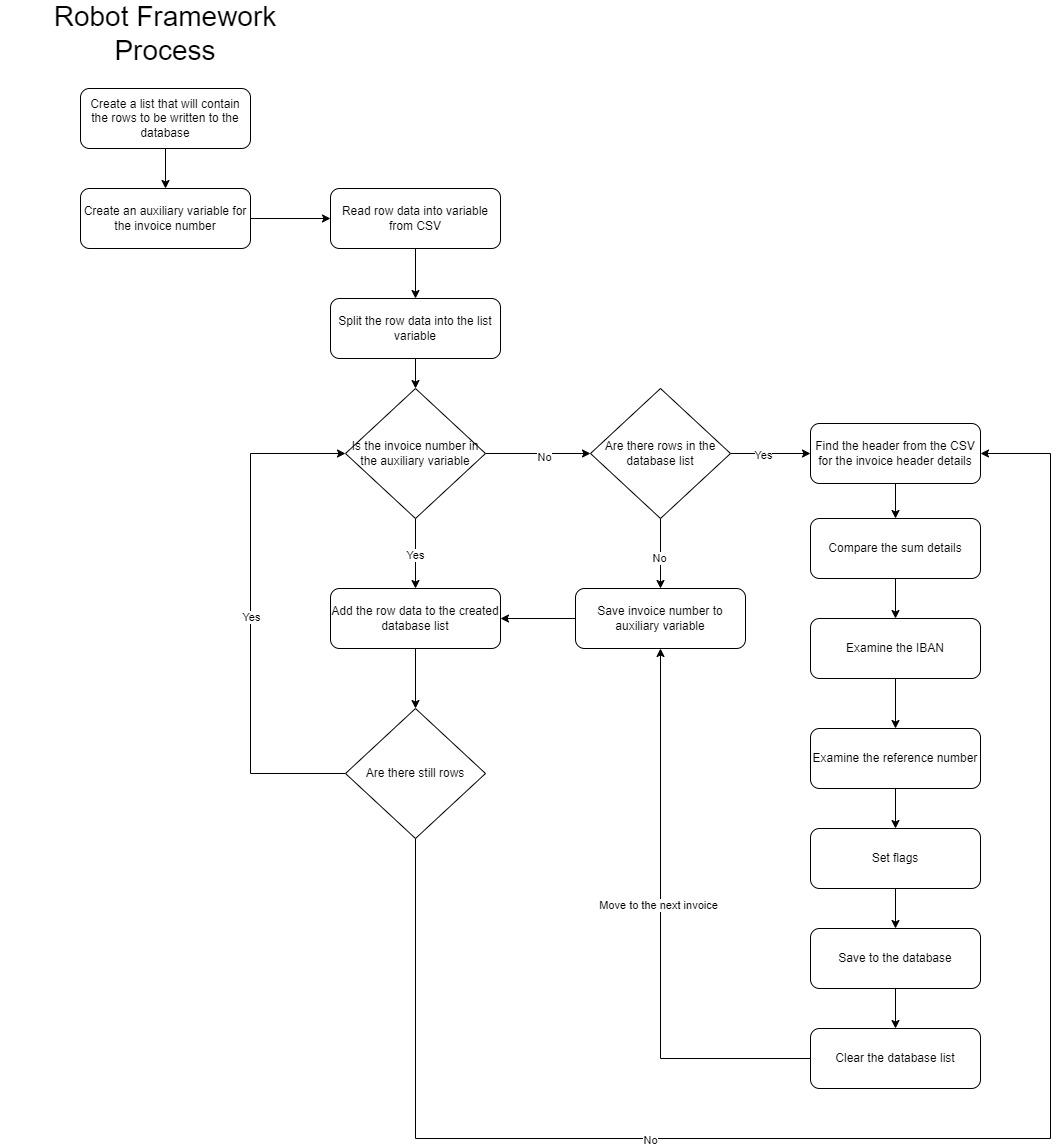 Robot Framework
Process
Create a list that will contain
the rows to be written to the
database
Create an auxiliary variable for
the invoice number
Read row data into variable
from CSV
Split the row data into the list
variable
Is the invoice number in
the auxiliary variable
No
Are there rows in the
database list
Yes
Find the header from the CSV
for the invoice header details
Compare the sum details
Yes
No
Add the row data to the created
database list
Save invoice number to
auxiliary variable
Yes
Examine the IBAN
Are there still rows
Examine the reference number
Set flags
Move to the next invoice
Save to the database
Clear the database list
No